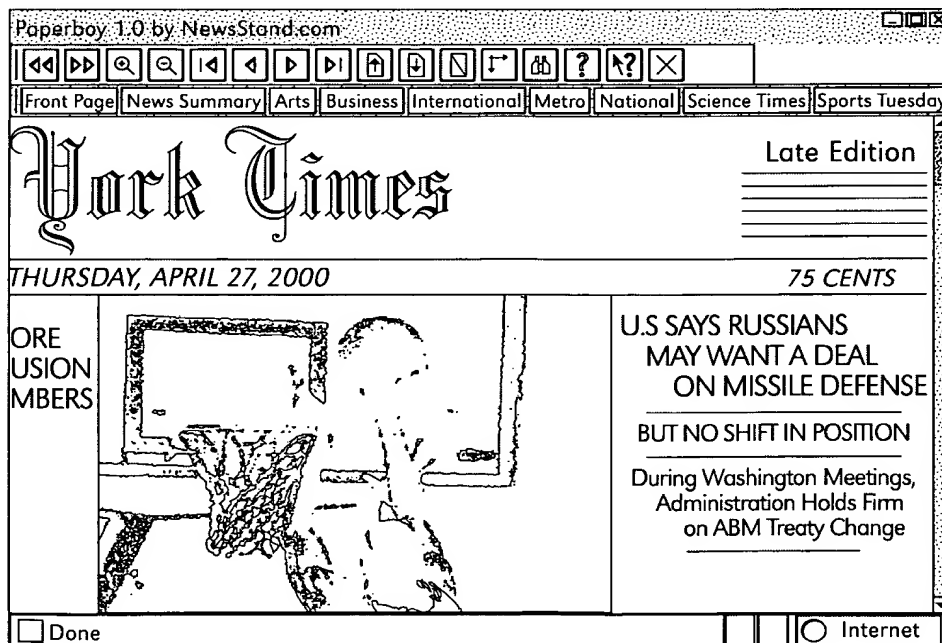 Paperboy 1.0 by NewsStand.com
Front Page News Summary Arts Business International Metro National Science Times Sports Tuesday
York Times
Late Edition
THURSDAY, APRIL 27, 2000
75 CENTS
ORE
USION
MBERS
U.S SAYS RUSSIANS
MAY WANT A DEAL
ON MISSILE DEFENSE
BUT NO SHIFT IN POSITION
During Washington Meetings,
Administration Holds Firm
on ABM Treaty Change
Done
Internet